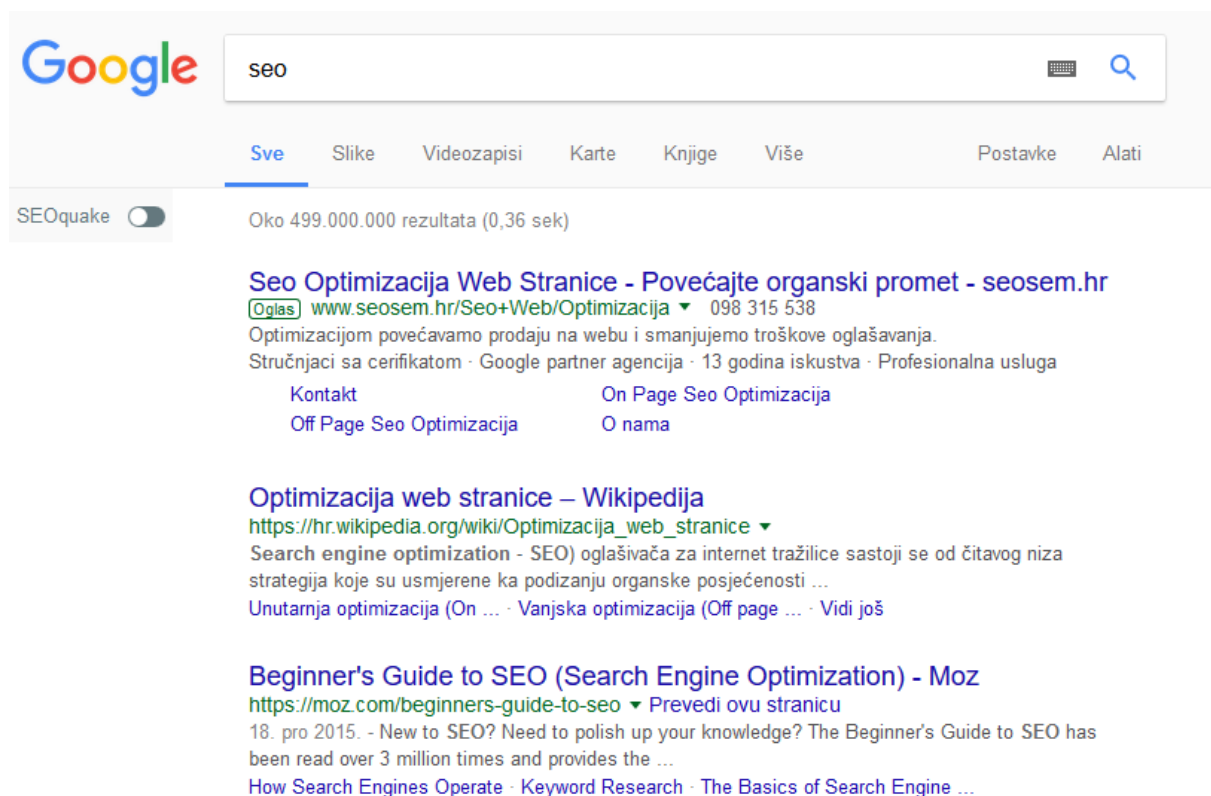 Google
seo
Sve Slike Videozapisi Karte Knjige Više Postavke Alati
SEOquake
Oko 499.000.000 rezultata (0,36 sek)
Seo Optimizacija Web Stranice - Povećajte organski promet - seosem.hr
Oglas www.seosem.hr/Seo+Web/Optimizacija ▼ 098 315 538
Optimizacijom povećavamo prodaju na webu i smanjujemo troškove oglašavanja.
Stručnjaci sa cerifikatom · Google partner agencija · 13 godina iskustva · Profesionalna usluga
Kontakt On Page Seo Optimizacija
Off Page Seo Optimizacija O nama
Optimizacija web stranice – Wikipedija
https://hr.wikipedia.org/wiki/Optimizacija_web_stranice ▼
Search engine optimization - SEO) oglašivača za internet tražilice sastoji se od čitavog niza
strategija koje su usmjerene ka podizanju organske posjećenosti ...
Unutarnja optimizacija (On ... · Vanjska optimizacija (Off page ... · Vidi još
Beginner's Guide to SEO (Search Engine Optimization) - Moz
https://moz.com/beginners-guide-to-seo ▼ Prevedi ovu stranicu
18. pro 2015. - New to SEO? Need to polish up your knowledge? The Beginner's Guide to SEO has
been read over 3 million times and provides the ...
How Search Engines Operate · Keyword Research · The Basics of Search Engine ...